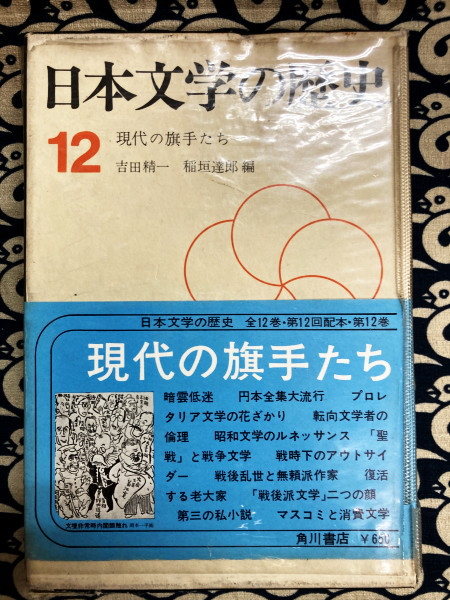 日本文学の歴史
12
現代の旗手たち
吉田精一 稲垣達郎 編
日本文学の歴史 全12巻・第12回配本・第12巻
現代の旗手たち
暗雲低迷 円本全集大流行 プロレ
タリア文学の花ざかり 転向文学者の
倫理 昭和文学のルネッサンス 「聖
戦」と戦争文学 戦時下のアウトサイ
ダー 戦後乱世と無頼派作家 復活
する老大家 「戦後派文学」二つの顔
第三の私小説 マスコミと消費文学
角川書店 ¥650